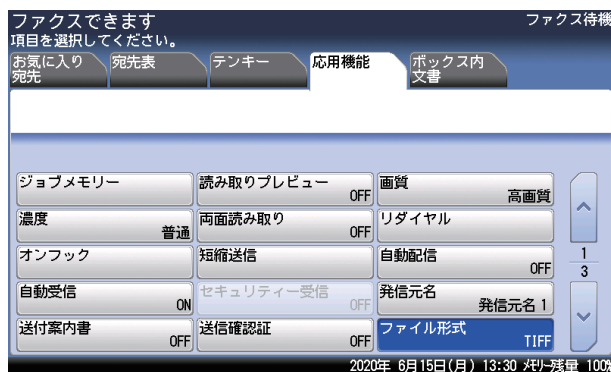 ファクスできます ファクス待機
項目を選択してください。
お気に入り 宛先表 テンキー 応用機能 ボックス内
宛先 文書
ジョブメモリー 読み取りプレビュー 画質
OFF 高画質
濃度 両面読み取り リダイヤル
普通 OFF
オンフック 短縮送信 自動配信
OFF
1
3
自動受信 セキュリティー受信 発信元名
ON OFF 発信元名 1
送付案内書 送信確認証 ファイル形式
OFF OFF TIFF
2020年 6月15日(月) 13:30 メモリー残量 100%